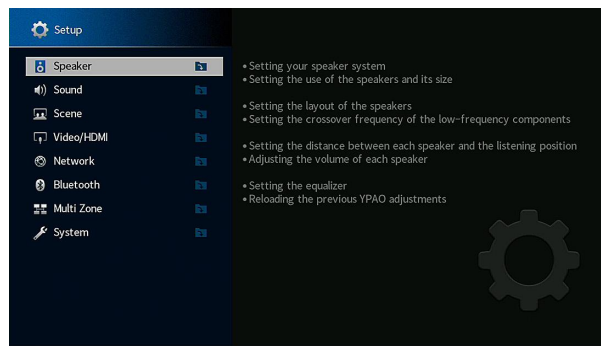 Setup
Speaker
Sound
Scene
Video/HDMI
Network
Bluetooth
Multi Zone
System
•Setting your speaker system
•Setting the use of the speakers and its size
•Setting the layout of the speakers
•Setting the crossover frequency of the low-frequency components
•Setting the distance between each speaker and the listening position
•Adjusting the volume of each speaker
•Setting the equalizer
•Reloading the previous YPAO adjustments